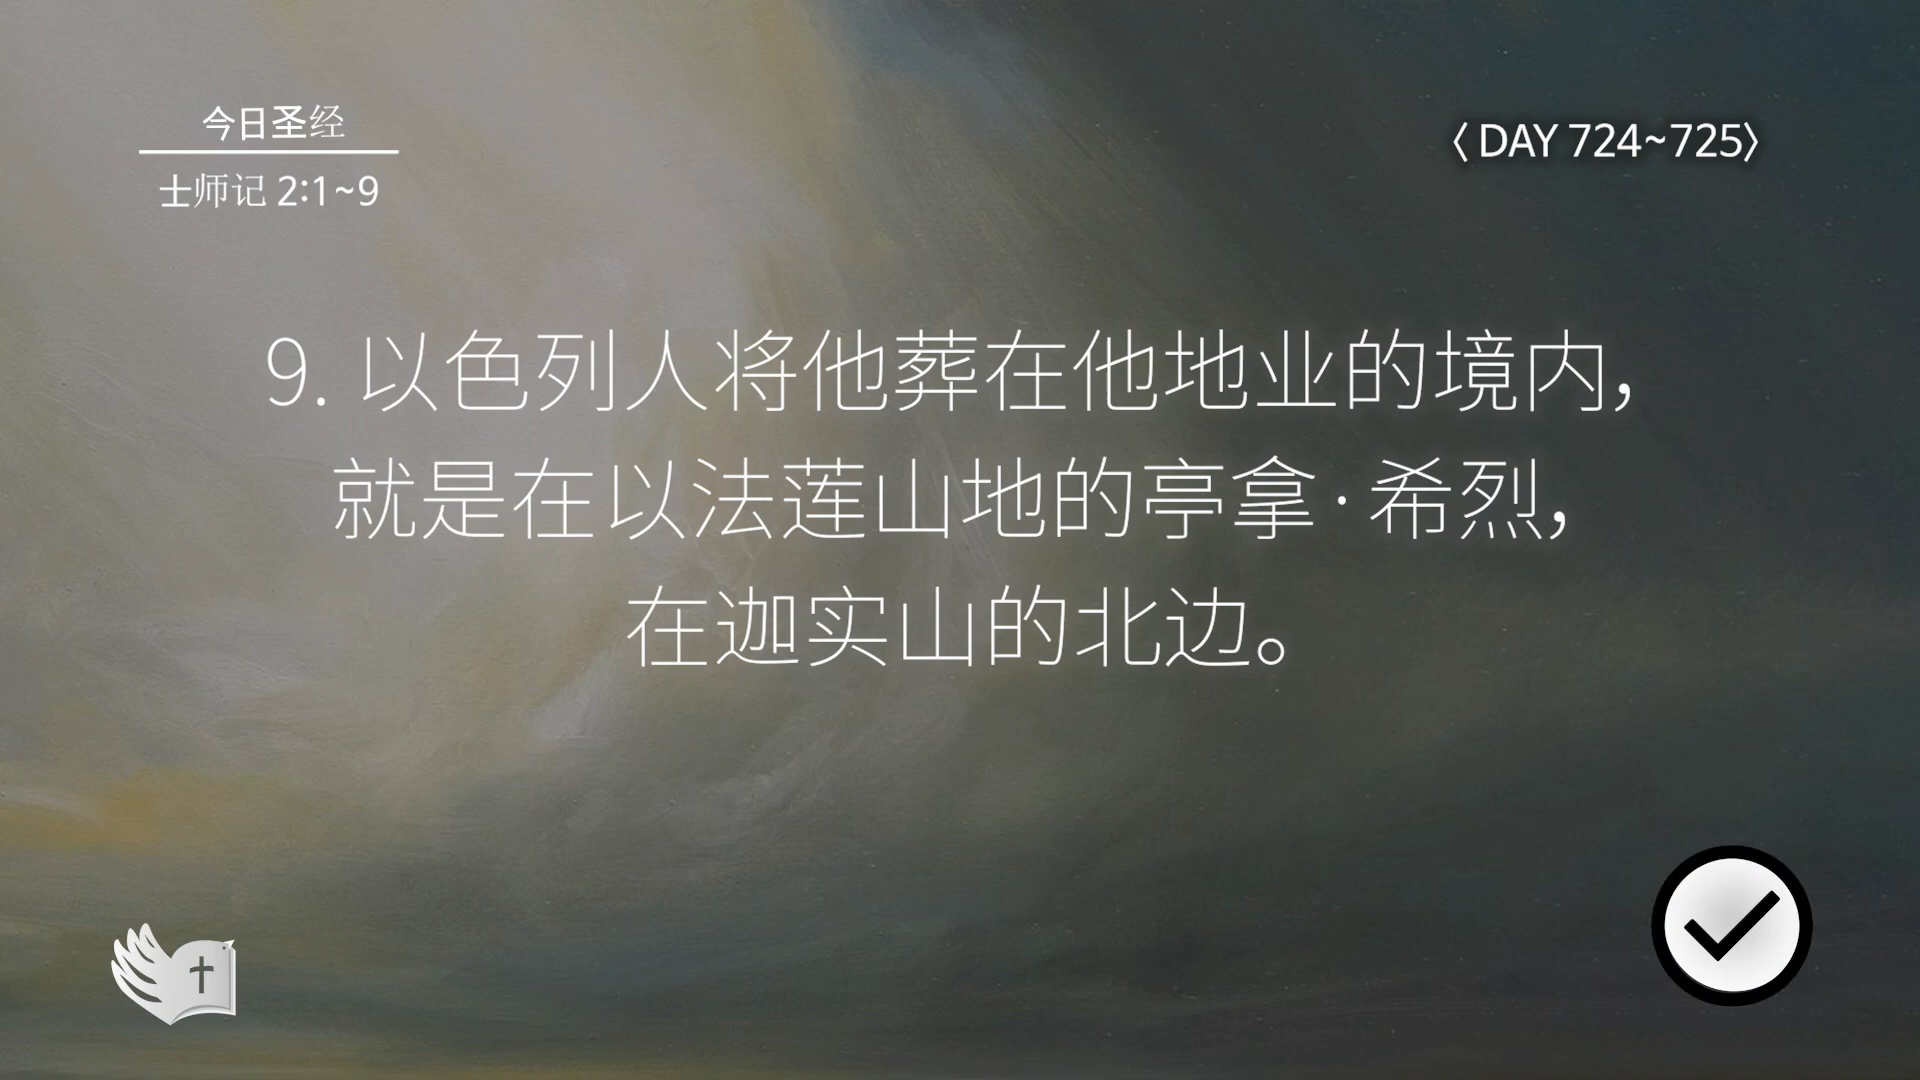 今日圣经
士师记 2:1~9
〈 DAY 724~725〉
9. 以色列人将他葬在他地业的境内,
就是在以法莲山地的亭拿·希烈,
在迦实山的北边。